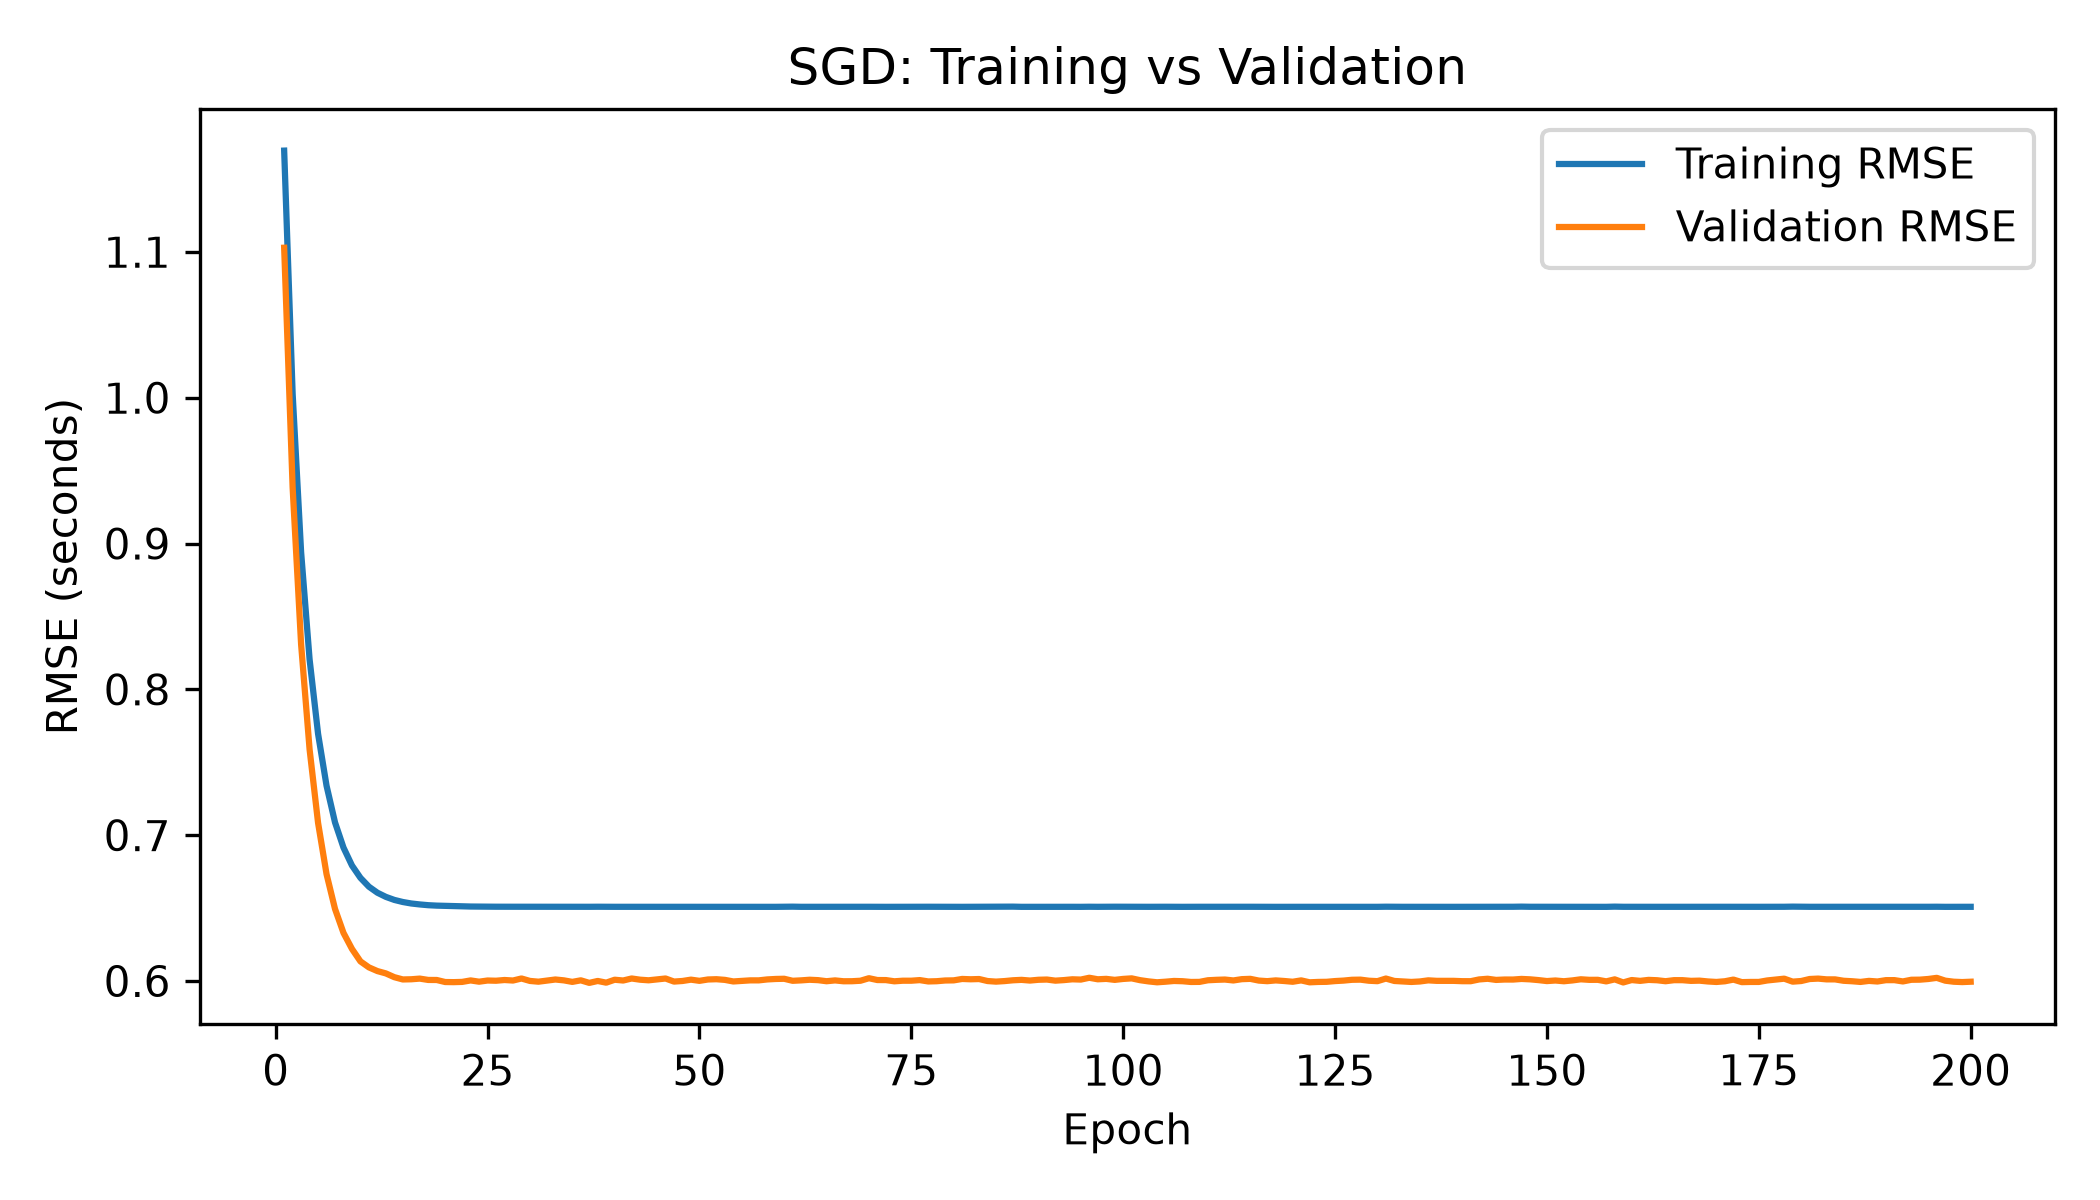 SGD: Training vs Validation
Training RMSE
Validation RMSE
RMSE (seconds)
1.1
1.0
0.9
0.8
0.7
0.6
0 25 50 75 100 125 150 175 200
Epoch